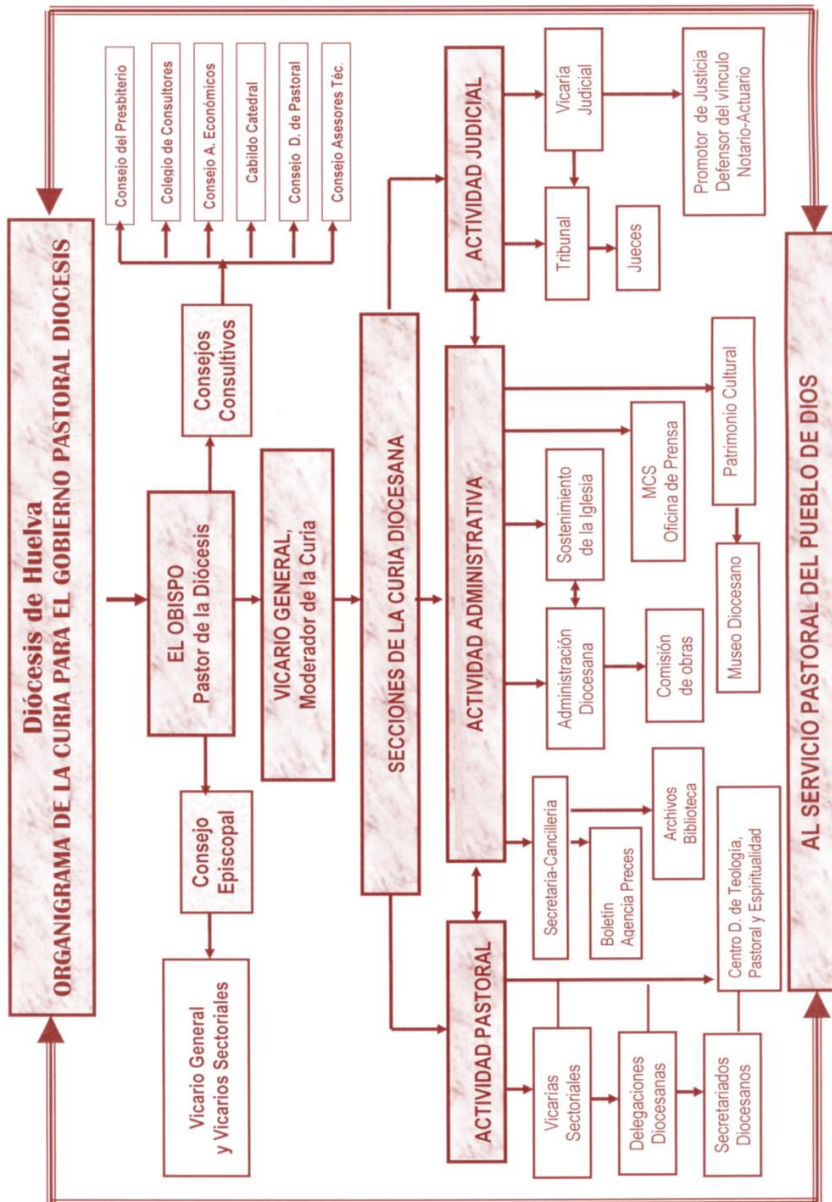 Diócesis de Huelva
ORGANIGRAMA DE LA CURIA PARA EL GOBIERNO PASTORAL DIOCESIS
EL OBISPO
Pastor de la Diócesis
Consejo
Episcopal
Vicario General
y Vicarios Sectoriales
Consejos
Consultivos
Consejo del Presbiterio
Colegio de Consultores
Consejo A. Económicos
Cabildo Catedral
Consejo D. de Pastoral
Consejo Asesores Téc.
VICARIO GENERAL,
Moderador de la Curia
SECCIONES DE LA CURIA DIOCESANA
ACTIVIDAD PASTORAL
ACTIVIDAD ADMINISTRATIVA
ACTIVIDAD JUDICIAL
Vicarías
Sectoriales
Delegaciones
Diocesanas
Secretariados
Diocesanos
Centro D. de Teología,
Pastoral y Espiritualidad
Secretaría-Cancillería
Boletín
Agencia Preces
Archivos
Biblioteca
Administración
Diocesana
Comisión
de obras
Sostenimiento
de la Iglesia
MCS
Oficina de Prensa
Patrimonio Cultural
Museo Diocesano
Tribunal
Jueces
Vicaría
Judicial
Promotor de Justicia
Defensor del vínculo
Notario-Actuario
AL SERVICIO PASTORAL DEL PUEBLO DE DIOS